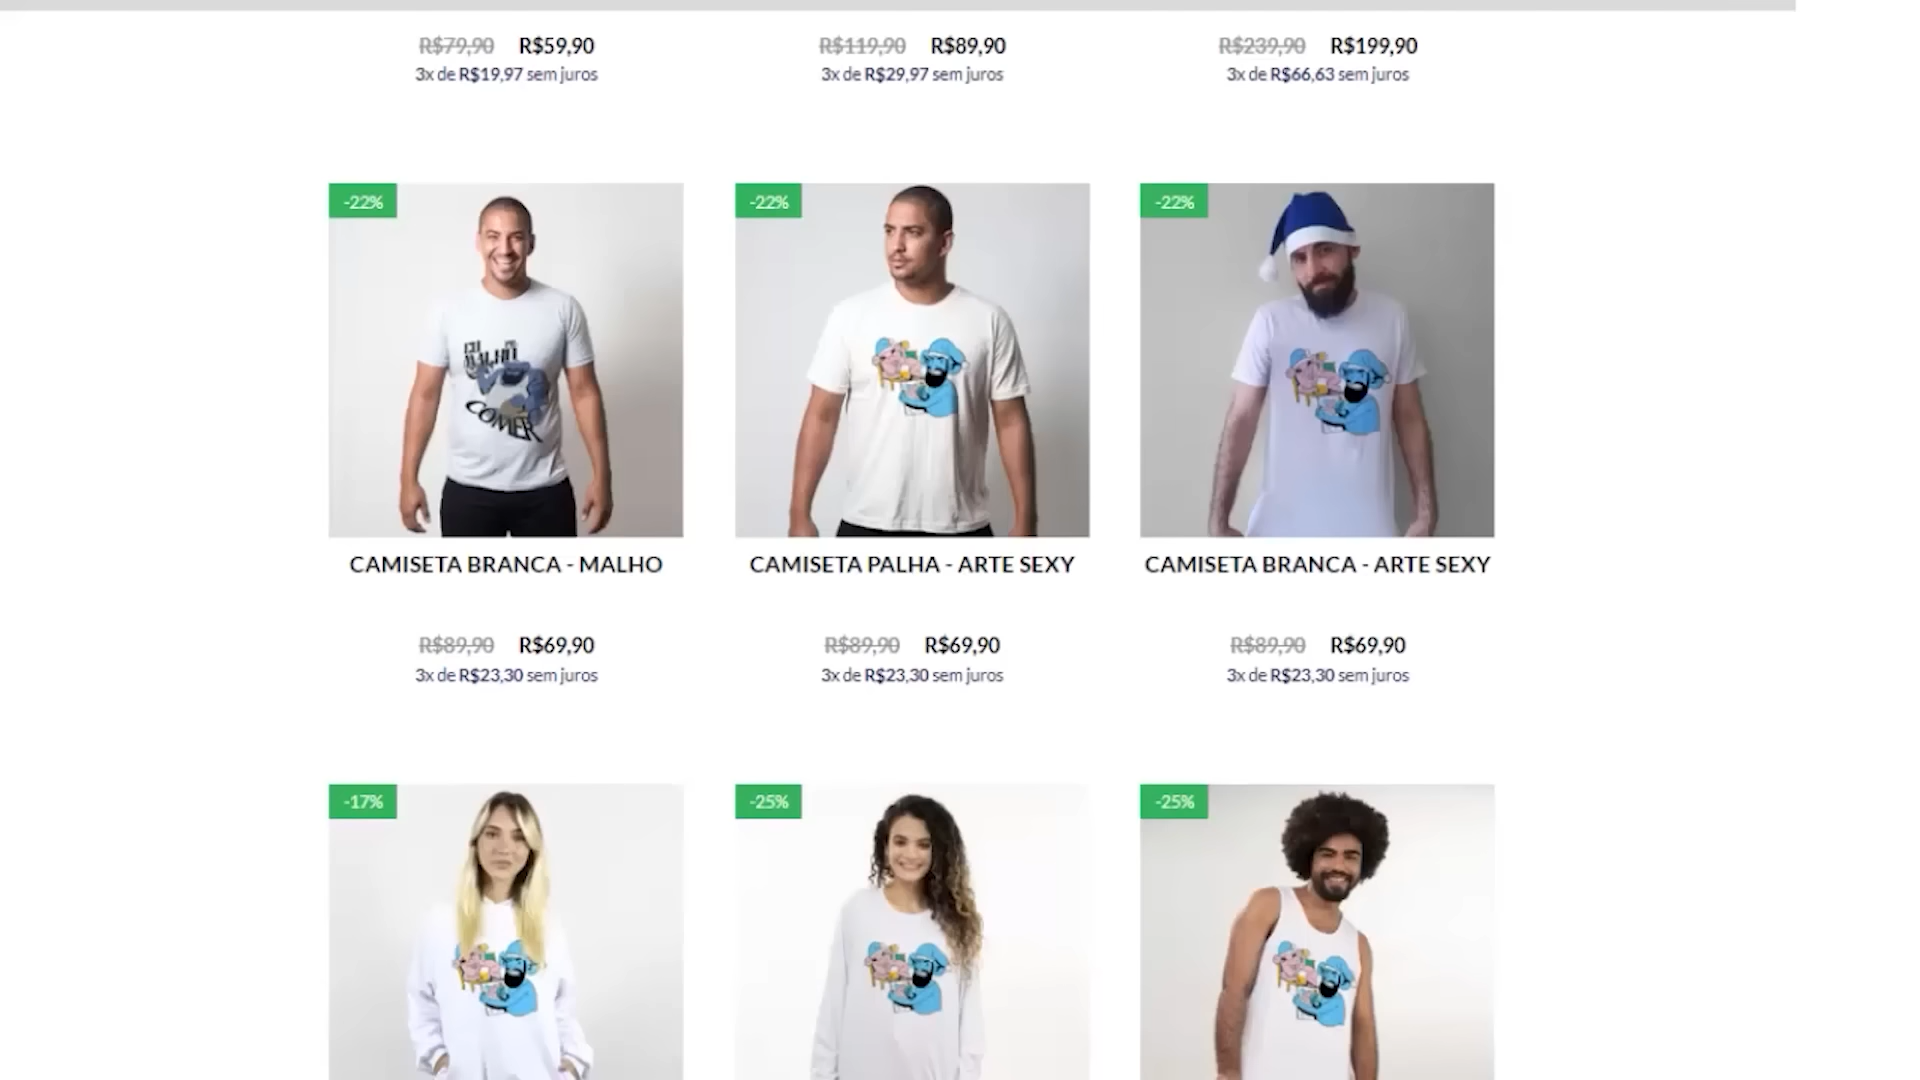 R$79,90 R$59,90
3x de R$19,97 sem juros
R$119,90 R$89,90
3x de R$29,97 sem juros
R$239,90 R$199,90
3x de R$66,63 sem juros
-22%
EU
MALHO
COMER
CAMISETA BRANCA - MALHO
R$89,90 R$69,90
3x de R$23,30 sem juros
-22%
CAMISETA PALHA - ARTE SEXY
R$89,90 R$69,90
3x de R$23,30 sem juros
-22%
CAMISETA BRANCA - ARTE SEXY
R$89,90 R$69,90
3x de R$23,30 sem juros
-17%
-25%
-25%